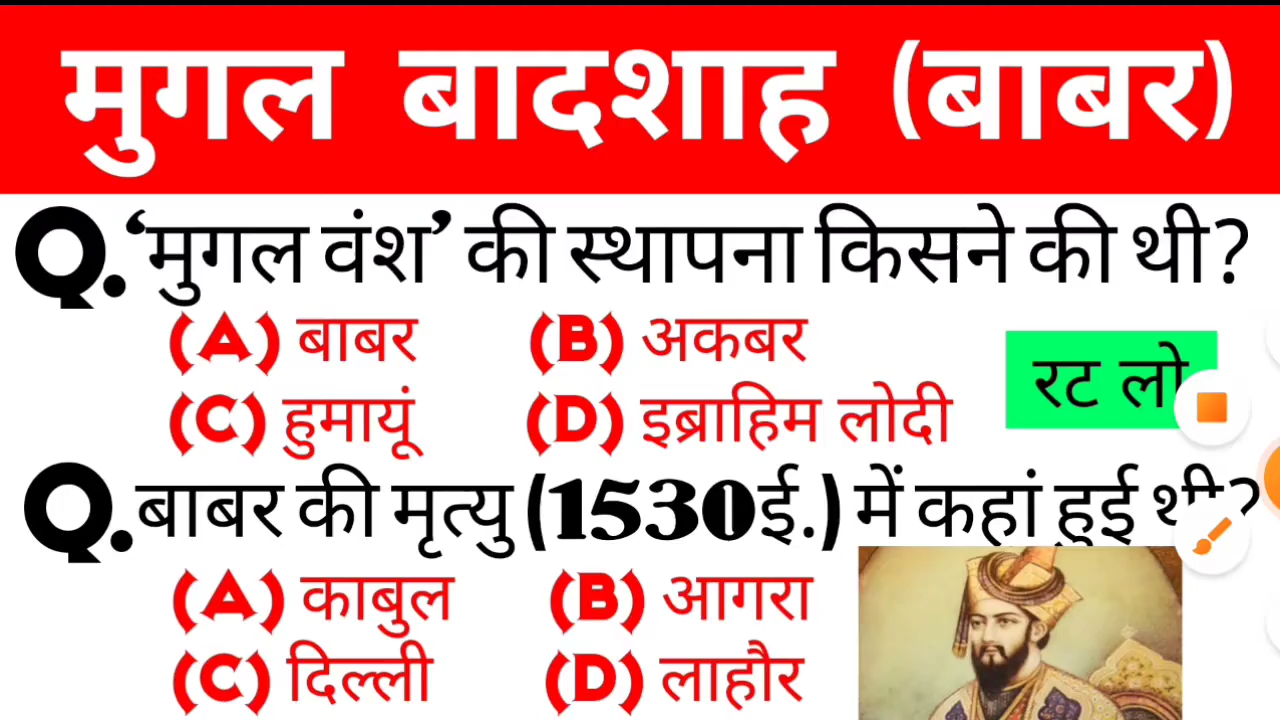 मुगल बादशाह (बाबर)
Q.‘मुगल वंश’ की स्थापना किसने की थी?
(A) बाबर (B) अकबर
(C) हुमायूं (D) इब्राहिम लोदी
रट लो
Q.बाबर की मृत्यु (1530ई.) में कहां हुई थी?
(A) काबुल (B) आगरा
(C) दिल्ली (D) लाहौर